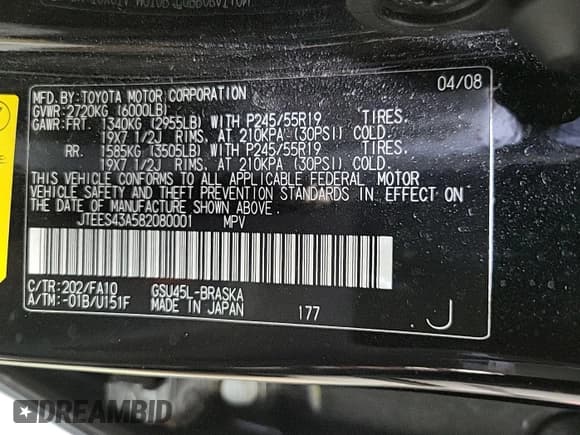 04/08
MFD.BY:TOYOTA MOTOR CORPORATION
GVWR:2720KG (6000LB)
GAWR:FRT. 1340KG (2955LB) WITH P245/55R19 TIRES.
19X7 1/2J RIMS. AT 210KPA (30PSI) COLD.
RR. 1585KG (3505LB) WITH P245/55R19 TIRES.
19X7 1/2J RIMS. AT 210KPA (30PSI) COLD.
THIS VEHICLE CONFORMS TO ALL APPLICABLE FEDERAL MOTOR
VEHICLE SAFETY AND THEFT PREVENTION STANDARDS IN EFFECT ON
THE DATE OF MANUFACTURE SHOWN ABOVE.
JTEES43A582080001 MPV
C/TR:202/FA10 GSU45L-BRASKA
A/TM:-01B/U151F MADE IN JAPAN 177 J
DREAMBID